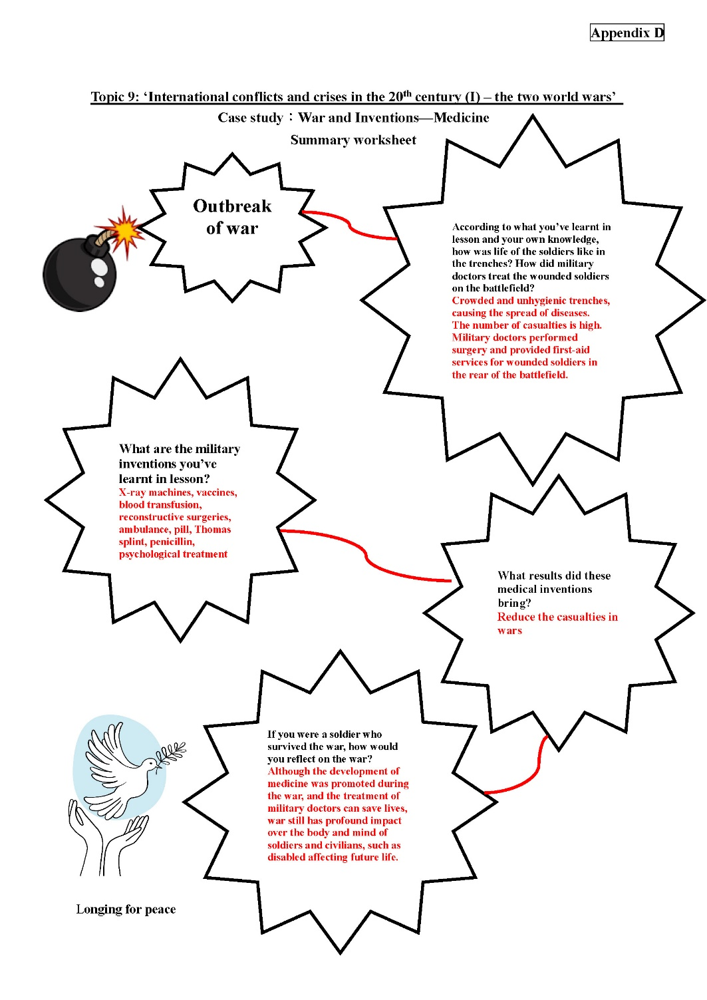 Appendix D
Topic 9: ‘International conflicts and crises in the 20th century (I) – the two world wars’
Case study：War and Inventions—Medicine
Summary worksheet
Outbreak
of war
According to what you’ve learnt in
lesson and your own knowledge,
how was life of the soldiers like in
the trenches? How did military
doctors treat the wounded soldiers
on the battlefield?
Crowded and unhygienic trenches,
causing the spread of diseases.
The number of casualties is high.
Military doctors performed
surgery and provided first-aid
services for wounded soldiers in
the rear of the battlefield.
What are the military
inventions you’ve
learnt in lesson?
X-ray machines, vaccines,
blood transfusion,
reconstructive surgeries,
ambulance, pill, Thomas
splint, penicillin,
psychological treatment
What results did these
medical inventions
bring?
Reduce the casualties in
wars
If you were a soldier who
survived the war, how would
you reflect on the war?
Although the development of
medicine was promoted during
the war, and the treatment of
military doctors can save lives,
war still has profound impact
over the body and mind of
soldiers and civilians, such as
disabled affecting future life.
Longing for peace